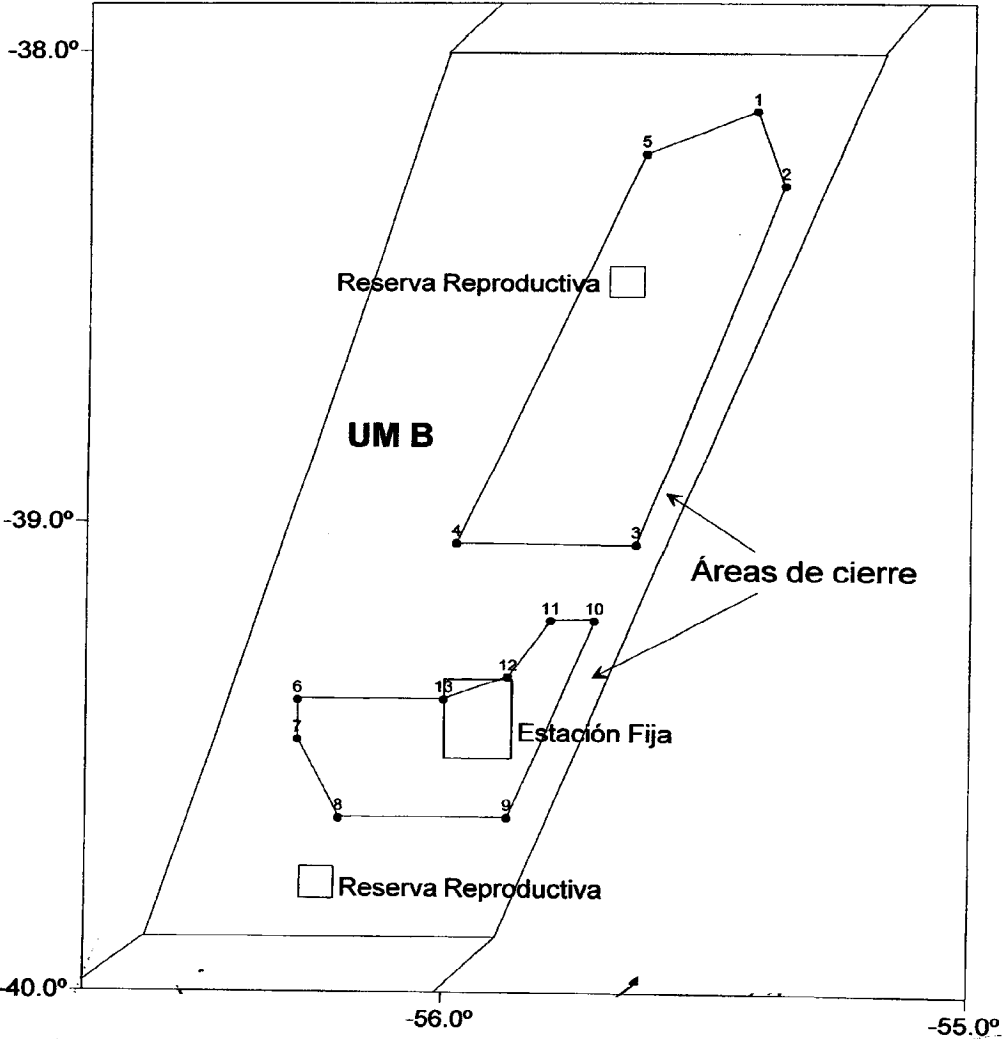 -38.0º
1
5
2
Reserva Reproductiva
UM B
-39.0º
4
3
Áreas de cierre
11
10
12
6
13
7
Estación Fija
8
9
Reserva Reproductiva
-40.0º
-56.0º
-55.0º